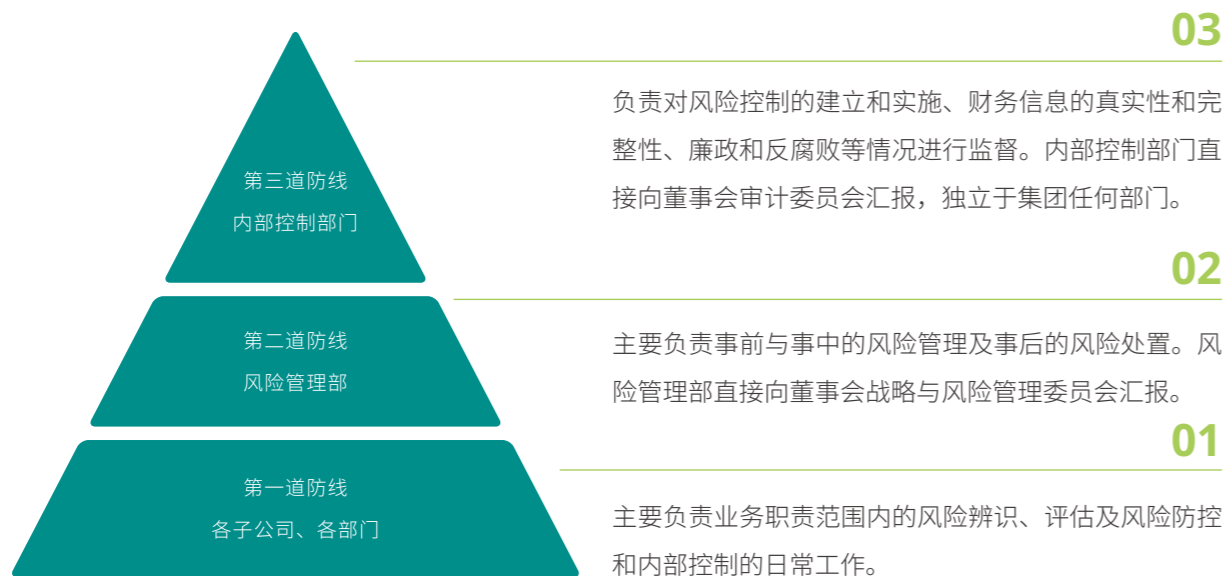 03
第三道防线
内部控制部门
负责对风险控制的建立和实施、财务信息的真实性和完
整性、廉政和反腐败等情况进行监督。内部控制部门直
接向董事会审计委员会汇报，独立于集团任何部门。
02
第二道防线
风险管理部
主要负责事前与事中的风险管理及事后的风险处置。风
险管理部直接向董事会战略与风险管理委员会汇报。
01
第一道防线
各子公司、各部门
主要负责业务职责范围内的风险辨识、评估及风险防控
和内部控制的日常工作。